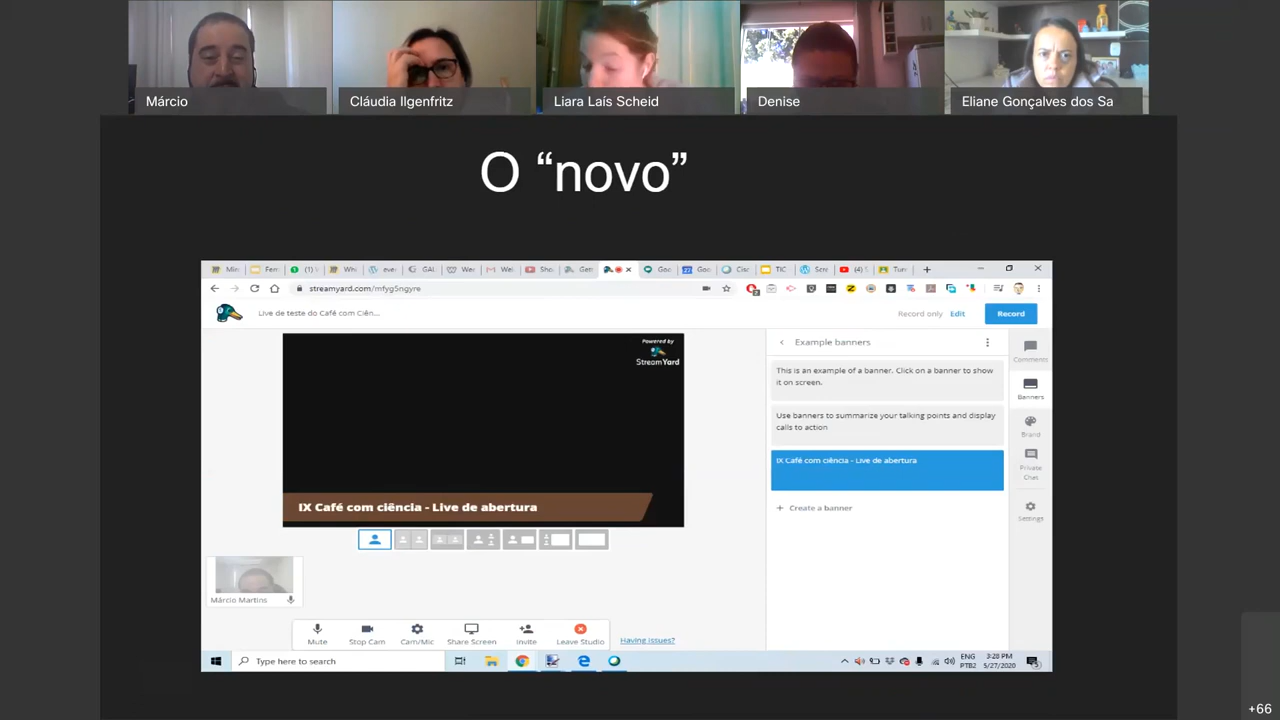 Márcio
Cláudia Ilgenfritz
Liara Laís Scheid
Denise
Eliane Gonçalves dos Sa
O “novo”
streamyard.com/mfyg5ngyre
Live de teste do Café com Ciên...
Record only
Edit
Record
Powered by
StreamYard
Example banners
Comments
This is an example of a banner. Click on a banner to show
it on screen.
Banners
Use banners to summarize your talking points and display
calls to action
Brand
IX Café com ciência - Live de abertura
Private
Chat
IX Café com ciência - Live de abertura
+ Create a banner
Settings
Márcio Martins
Mute
Stop Cam
Cam/Mic
Share Screen
Invite
Leave Studio
Having issues?
Type here to search
ENG
PTB2
3:28 PM
5/27/2020
+66